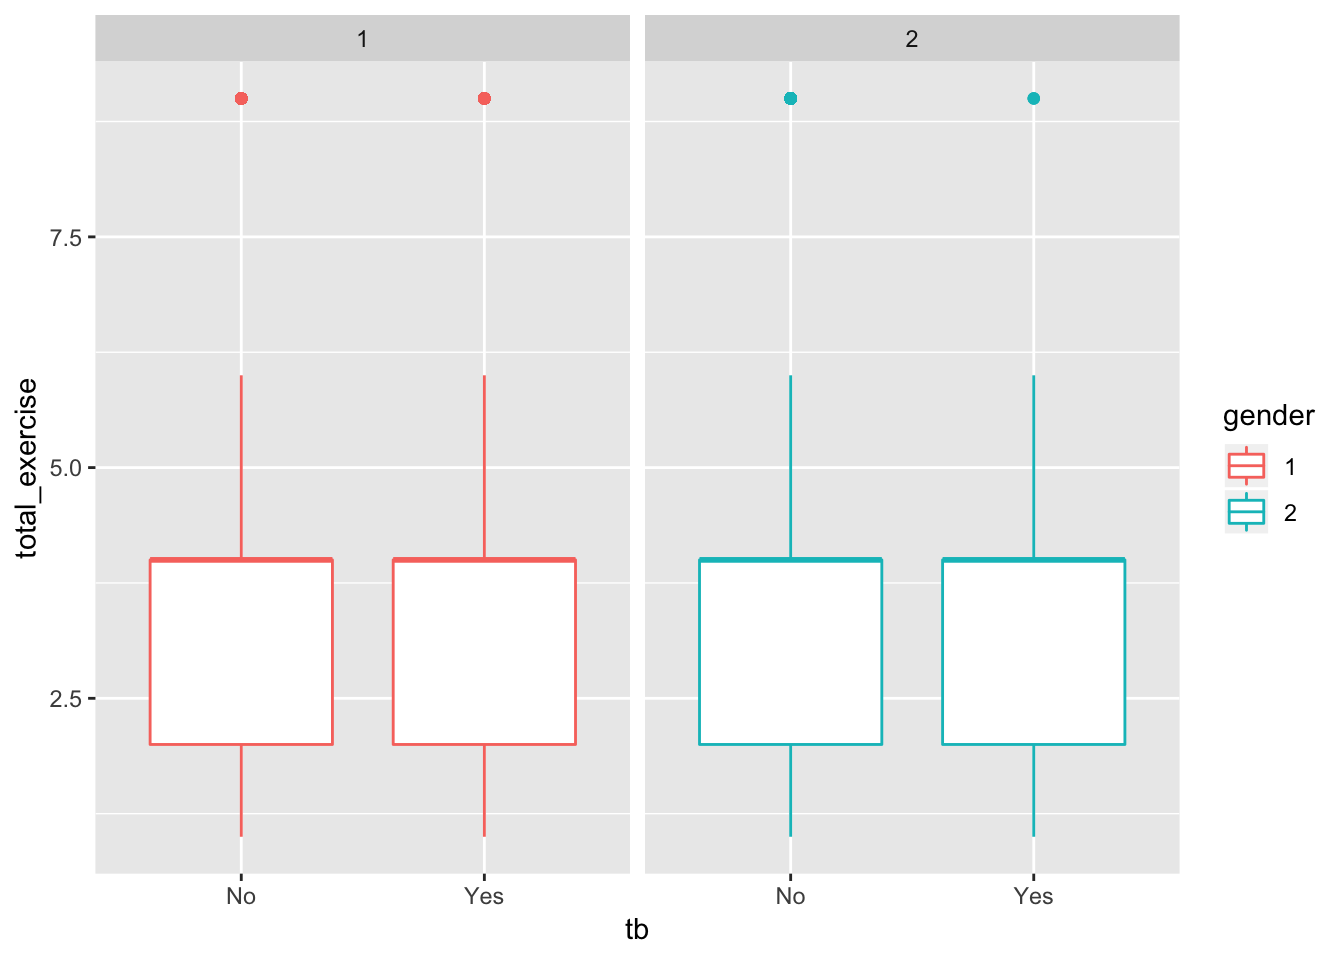 1
2
7.5
5.0
2.5
total_exercise
No
Yes
No
Yes
tb
gender
1
2